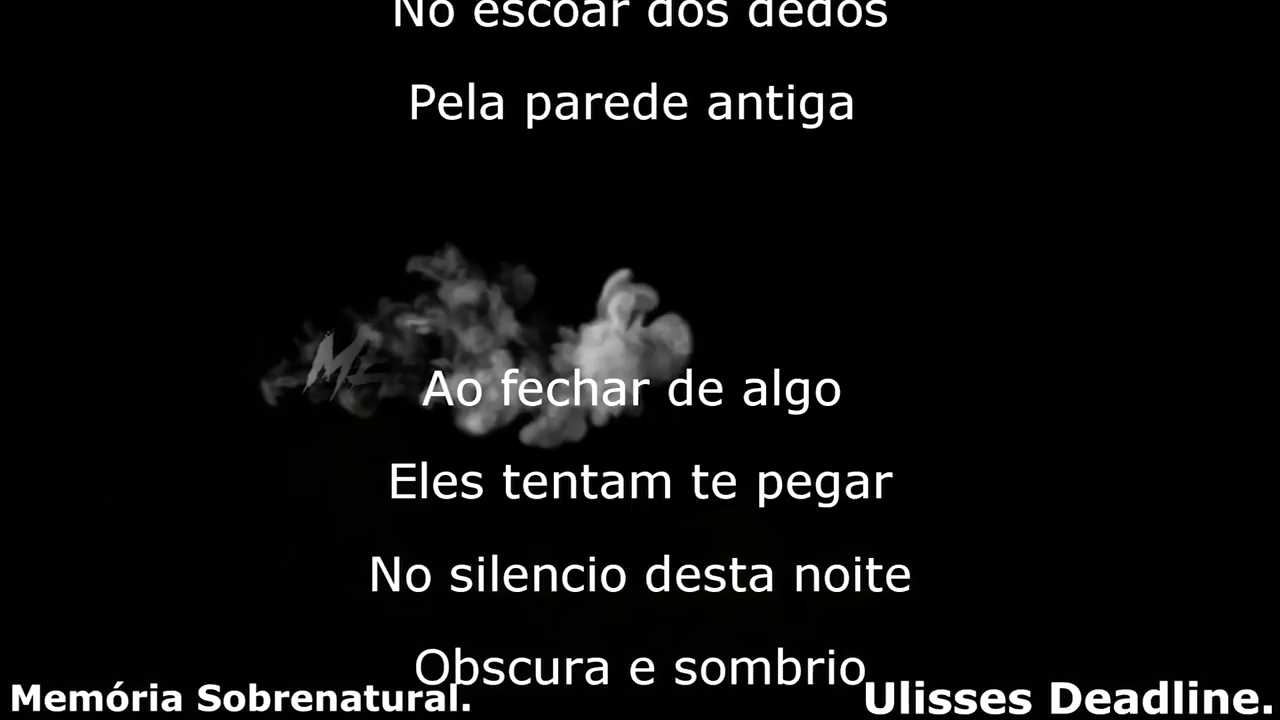 No escoar dos dedos
Pela parede antiga
ME
Ao fechar de algo
Eles tentam te pegar
No silencio desta noite
Obscura e sombrio
Memória Sobrenatural.
Ulisses Deadline.